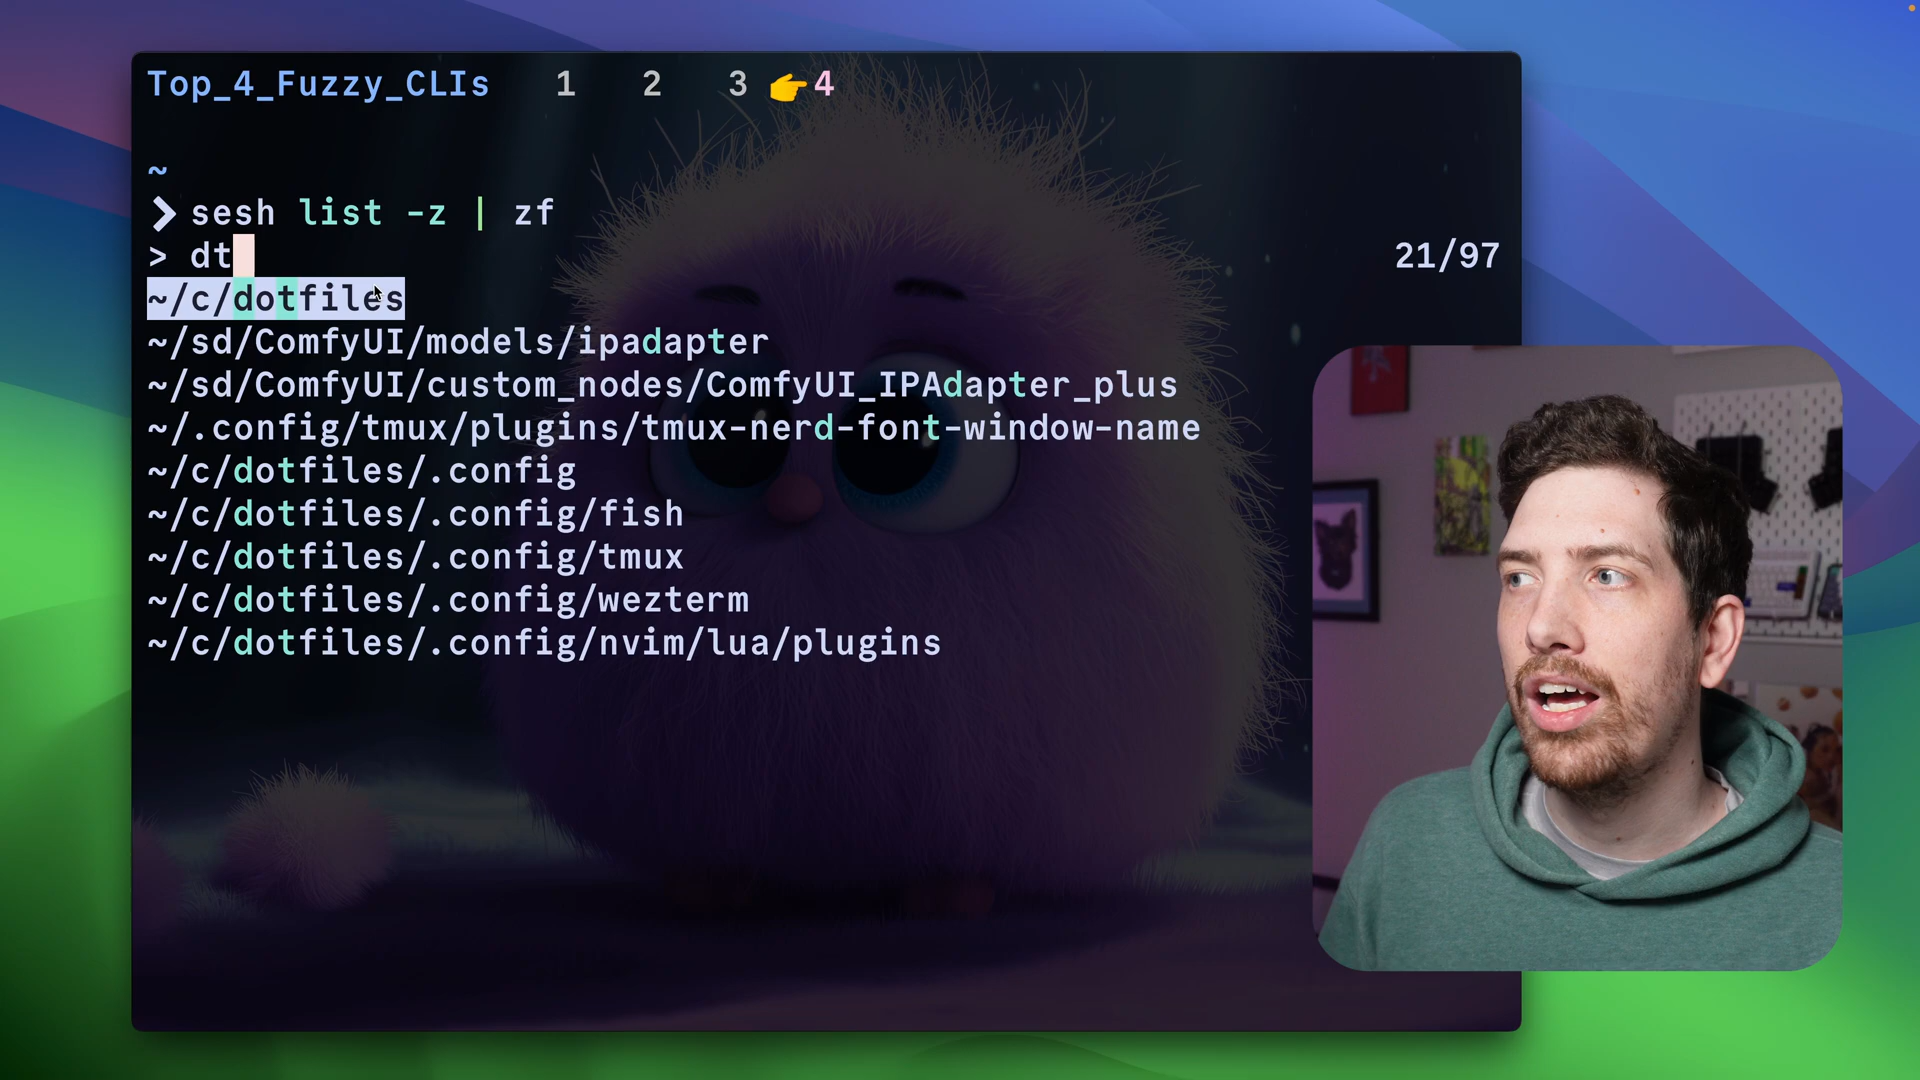 Top_4_Fuzzy_CLIs 1 2 3 👉4
~
❯ sesh list -z | zf
> dt 21/97
~/c/dotfiles
~/sd/ComfyUI/models/ipadapter
~/sd/ComfyUI/custom_nodes/ComfyUI_IPAdapter_plus
~/.config/tmux/plugins/tmux-nerd-font-window-name
~/c/dotfiles/.config
~/c/dotfiles/.config/fish
~/c/dotfiles/.config/tmux
~/c/dotfiles/.config/wezterm
~/c/dotfiles/.config/nvim/lua/plugins